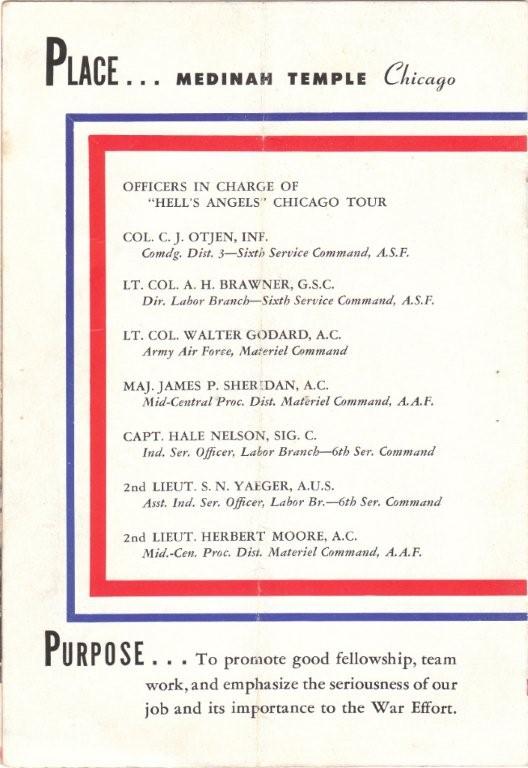 PLACE... MEDINAH TEMPLE Chicago
OFFICERS IN CHARGE OF
"HELL'S ANGELS" CHICAGO TOUR
COL. C. J. OTJEN, INF.
Comdg. Dist. 3—Sixth Service Command, A.S.F.
LT. COL. A. H. BRAWNER, G.S.C.
Dir. Labor Branch—Sixth Service Command, A.S.F.
LT. COL. WALTER GODARD, A.C.
Army Air Force, Materiel Command
MAJ. JAMES P. SHERIDAN, A.C.
Mid-Central Proc. Dist. Materiel Command, A.A.F.
CAPT. HALE NELSON, SIG. C.
Ind. Ser. Officer, Labor Branch—6th Ser. Command
2nd LIEUT. S. N. YAEGER, A.U.S.
Asst. Ind. Ser. Officer, Labor Br.—6th Ser. Command
2nd LIEUT. HERBERT MOORE, A.C.
Mid.-Cen. Proc. Dist. Materiel Command, A.A.F.
PURPOSE... To promote good fellowship, team
work, and emphasize the seriousness of our
job and its importance to the War Effort.